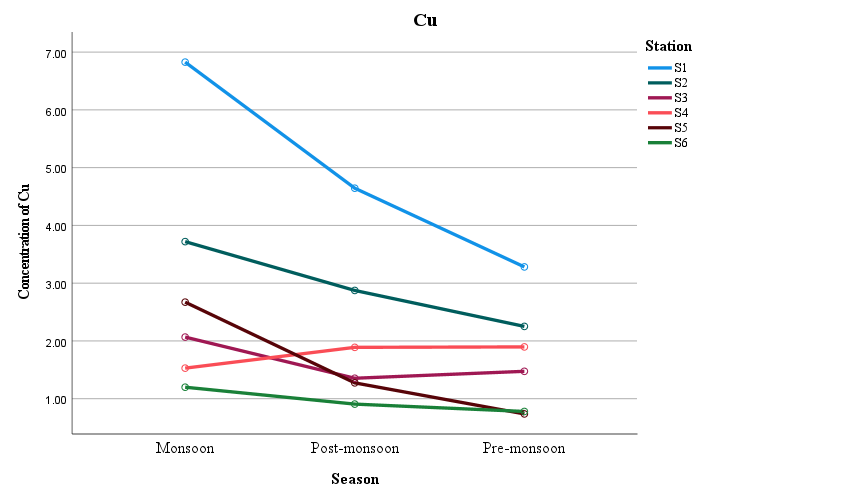 Cu
Station
S1
S2
S3
S4
S5
S6
7.00
6.00
5.00
4.00
3.00
2.00
1.00
Concentration of Cu
Monsoon
Post-monsoon
Pre-monsoon
Season